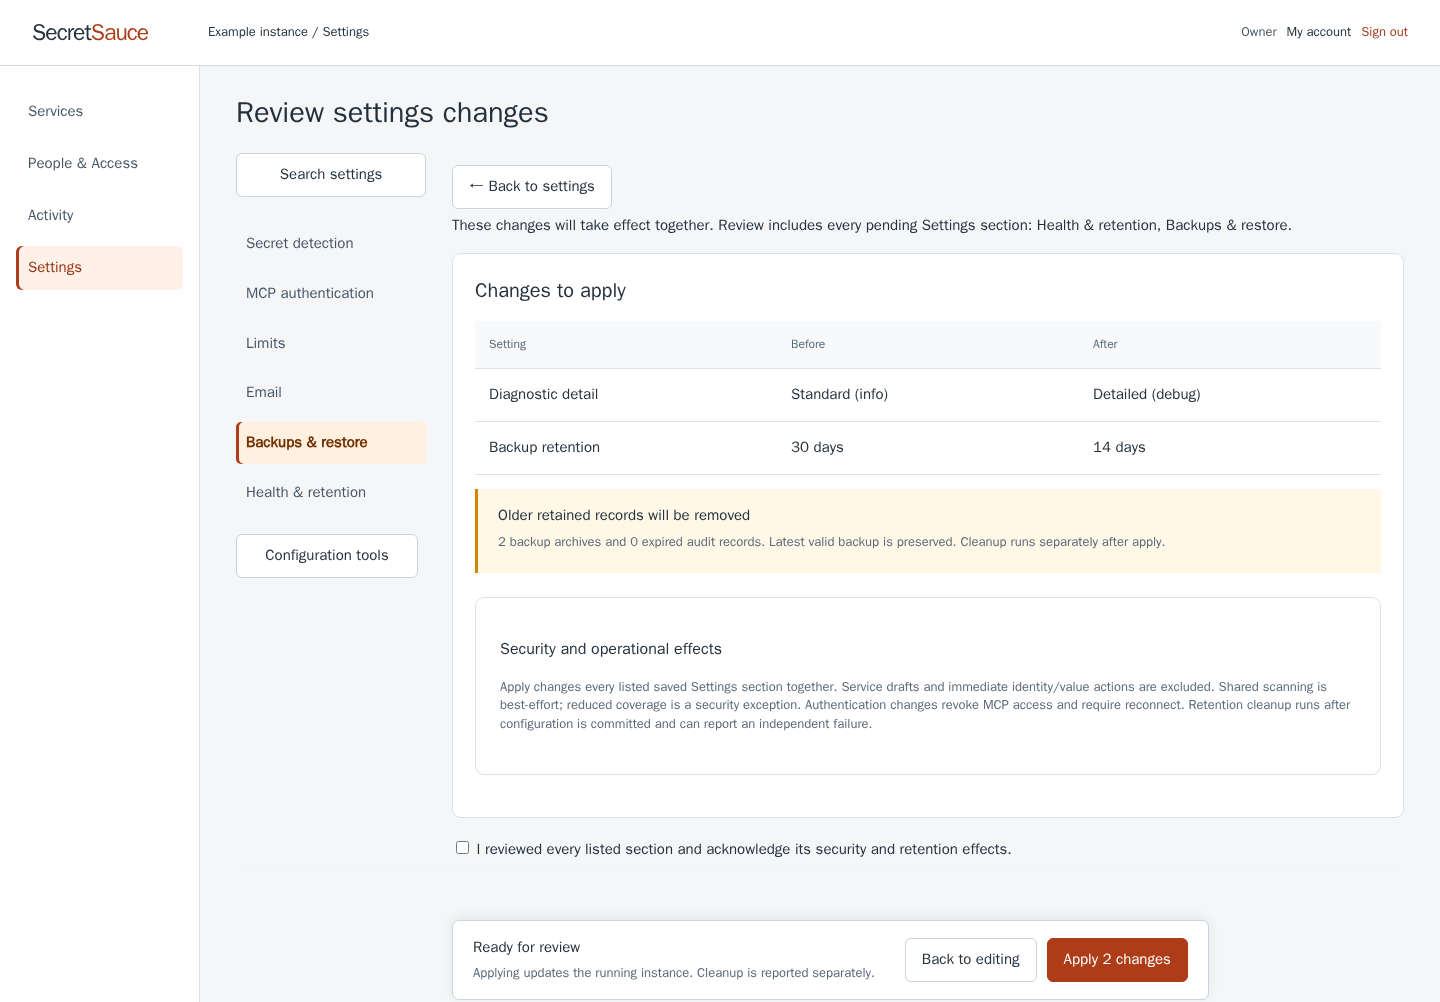 SecretSauce
Example instance / Settings
Owner My account Sign out
Services
People & Access
Activity
Settings
Review settings changes
Search settings
Secret detection
MCP authentication
Limits
Email
Backups & restore
Health & retention
Configuration tools
← Back to settings
These changes will take effect together. Review includes every pending Settings section: Health & retention, Backups & restore.
Changes to apply
Setting Before After
Diagnostic detail Standard (info) Detailed (debug)
Backup retention 30 days 14 days
Older retained records will be removed
2 backup archives and 0 expired audit records. Latest valid backup is preserved. Cleanup runs separately after apply.
Security and operational effects
Apply changes every listed saved Settings section together. Service drafts and immediate identity/value actions are excluded. Shared scanning is
best-effort; reduced coverage is a security exception. Authentication changes revoke MCP access and require reconnect. Retention cleanup runs after
configuration is committed and can report an independent failure.
I reviewed every listed section and acknowledge its security and retention effects.
Ready for review
Applying updates the running instance. Cleanup is reported separately.
Back to editing
Apply 2 changes